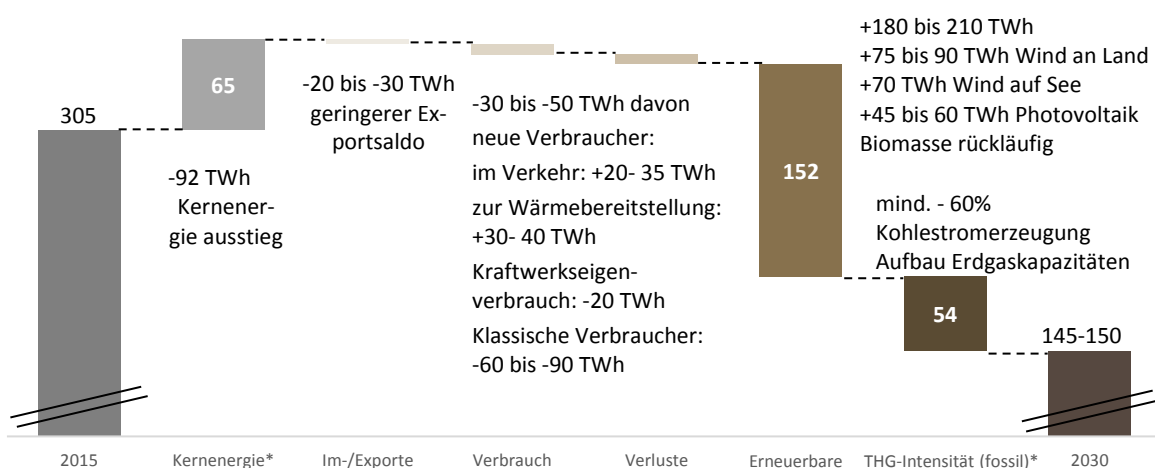 305
65
-92 TWh
Kernener-
gie ausstieg
-20 bis -30 TWh
geringerer Ex-
portsaldo
-30 bis -50 TWh davon
neue Verbraucher:
im Verkehr: +20- 35 TWh
zur Wärmebereitstellung:
+30- 40 TWh
Kraftwerkseigen-
verbrauch: -20 TWh
Klassische Verbraucher:
-60 bis -90 TWh
152
+180 bis 210 TWh
+75 bis 90 TWh Wind an Land
+70 TWh Wind auf See
+45 bis 60 TWh Photovoltaik
Biomasse rückläufig
mind. - 60%
Kohlestromerzeugung
Aufbau Erdgaskapazitäten
54
145-150
2015
Kernenergie*
Im-/Exporte
Verbrauch
Verluste
Erneuerbare
THG-Intensität (fossil)*
2030